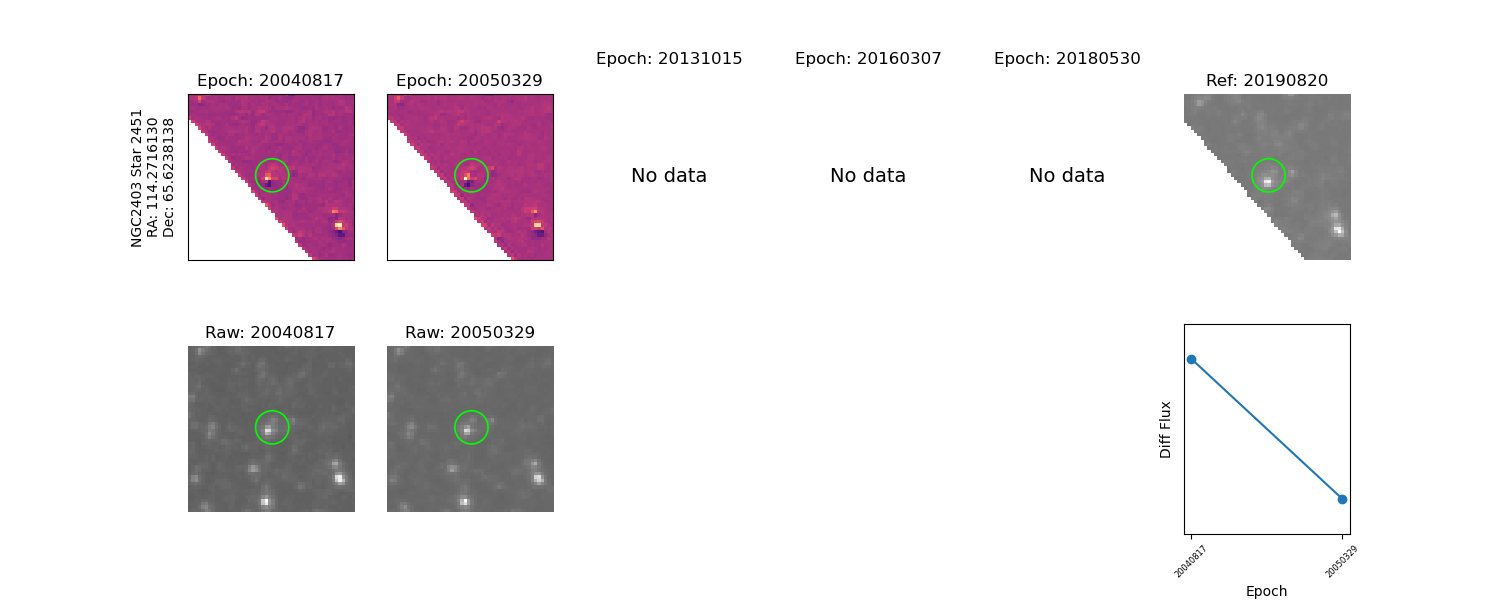 Epoch: 20040817
Epoch: 20050329
Epoch: 20131015
Epoch: 20160307
Epoch: 20180530
Ref: 20190820
NGC2403 Star 2451
RA: 114.2716130
Dec: 65.6238138
No data
No data
No data
Raw: 20040817
Raw: 20050329
Diff Flux
20040817
20050329
Epoch